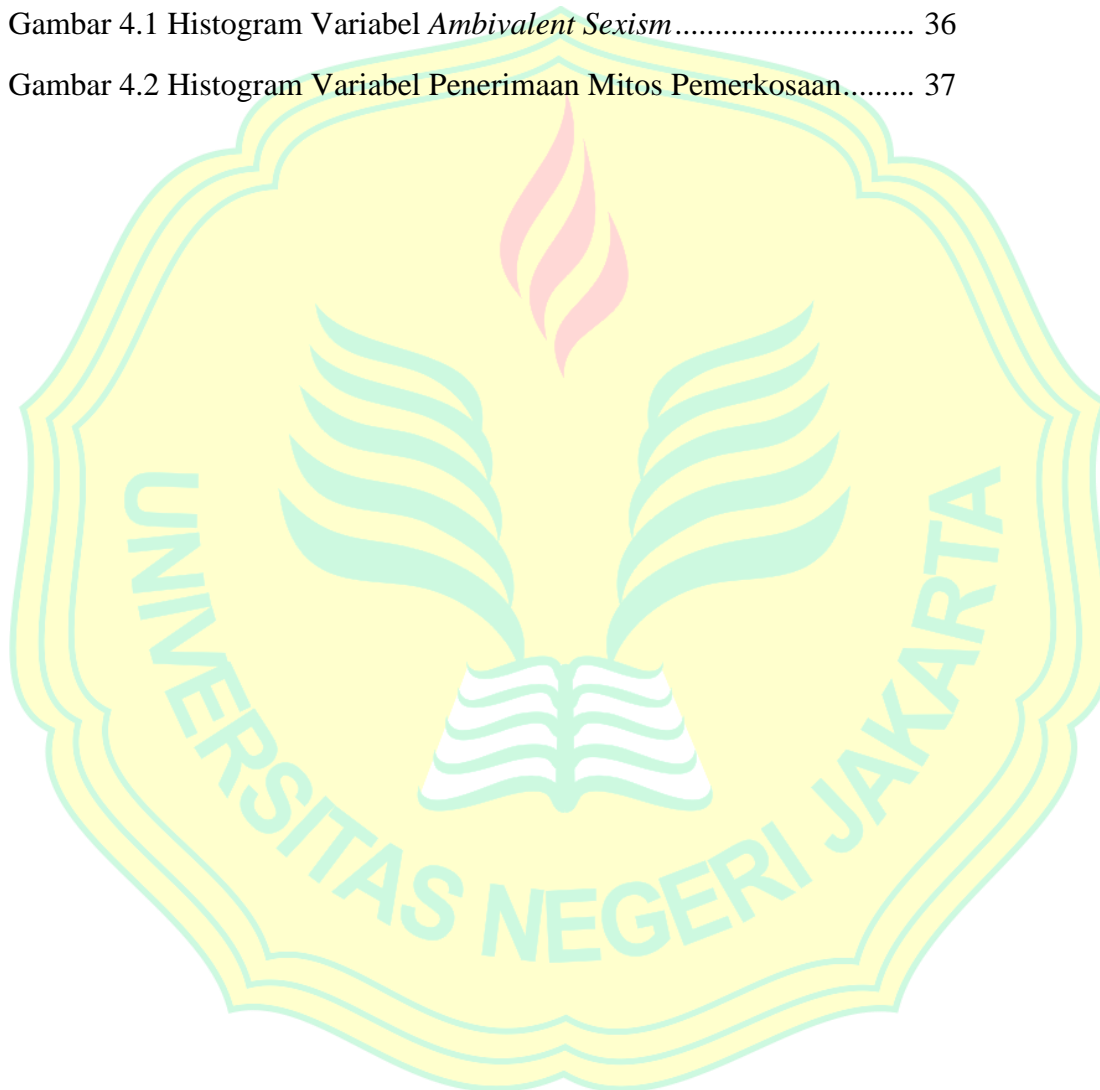 Gambar 4.1 Histogram Variabel Ambivalent Sexism.............................. 36
Gambar 4.2 Histogram Variabel Penerimaan Mitos Pemerkosaan......... 37
UNIVERSITAS NEGERI JAKARTA